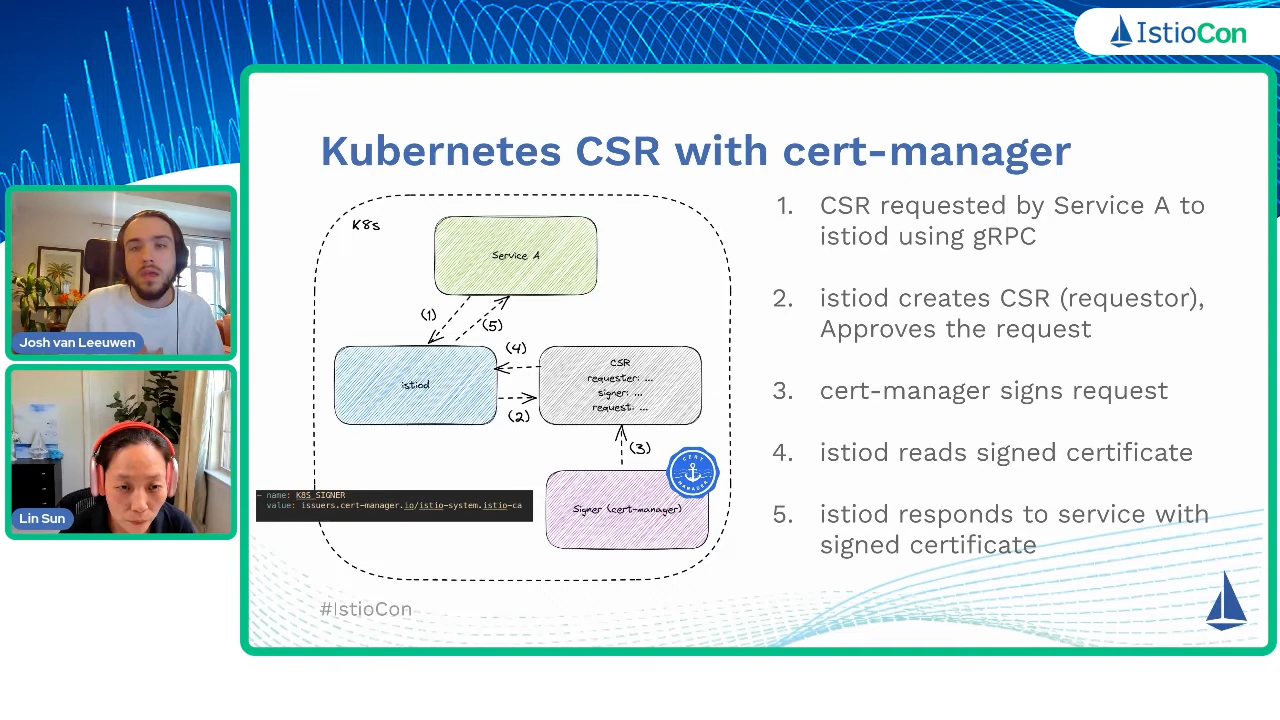 IstioCon
Kubernetes CSR with cert-manager
K8s
Service A
(1)
(5)
(4)
istiod
CSR
requester: ...
signer: ...
request: ...
(2)
(3)
CERT
MANAGER
Signer (cert-manager)
- name: K8S_SIGNER
value: issuers.cert-manager.io/istio-system.istio-ca
1. CSR requested by Service A to
istiod using gRPC
2. istiod creates CSR (requestor),
Approves the request
3. cert-manager signs request
4. istiod reads signed certificate
5. istiod responds to service with
signed certificate
#IstioCon
Josh van Leeuwen
Lin Sun